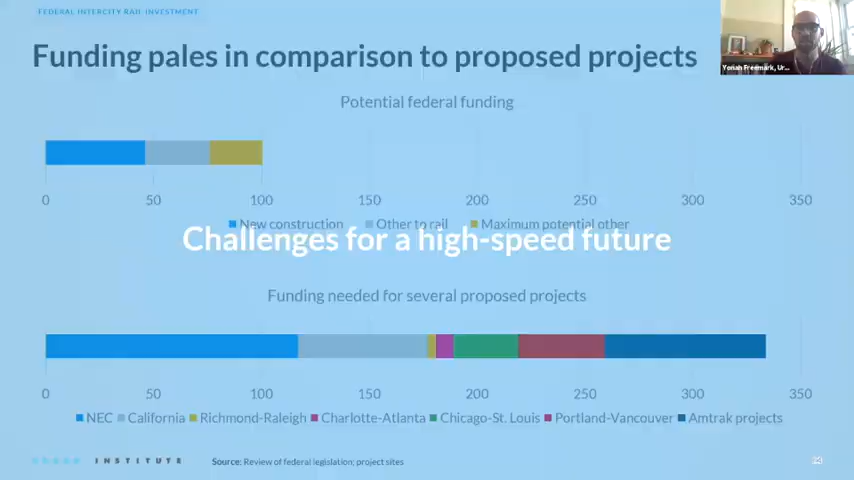 FEDERAL INTERCITY RAIL INVESTMENT
Funding pales in comparison to proposed projects
Yonah Freemark, Ur...
Potential federal funding
0 50 100 150 200 250 300 350
New construction Other to rail Maximum potential other
Challenges for a high-speed future
Funding needed for several proposed projects
0 50 100 150 200 250 300 350
NEC California Richmond-Raleigh Charlotte-Atlanta Chicago-St. Louis Portland-Vancouver Amtrak projects
INSTITUTE
Source: Review of federal legislation; project sites
23